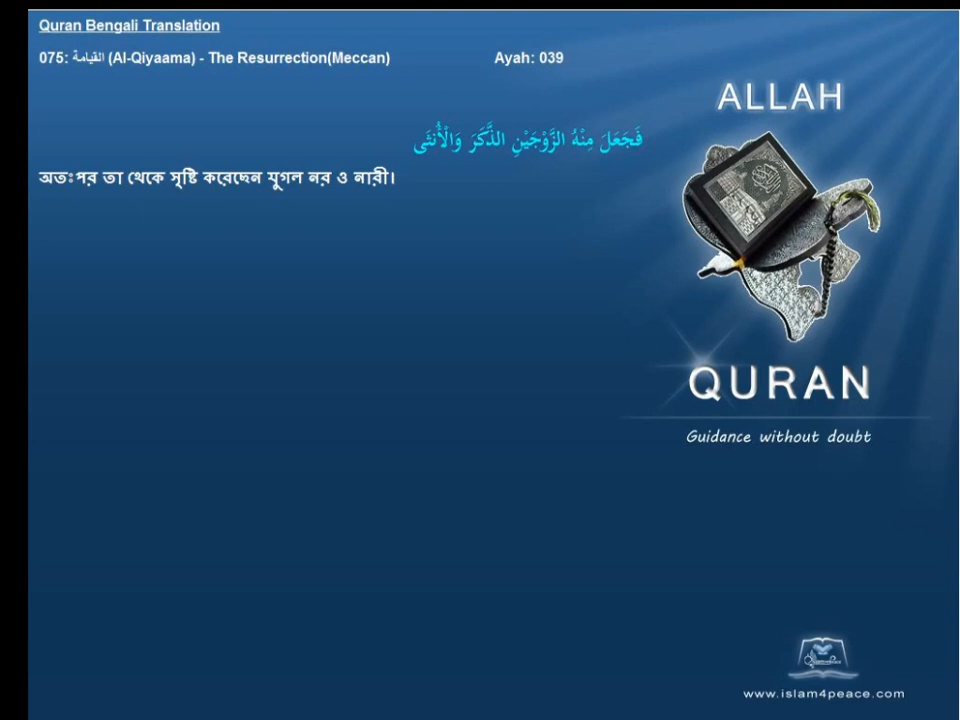 Quran Bengali Translation
075: القيامة (Al-Qiyaama) - The Resurrection(Meccan) Ayah: 039
فَجَعَلَ مِنْهُ الزَّوْجَيْنِ الذَّكَرَ وَالْأُنثَى
অতঃপর তা থেকে সৃষ্টি করেছেন যুগল নর ও নারী।
ALLAH
QURAN
Guidance without doubt
www.islam4peace.com